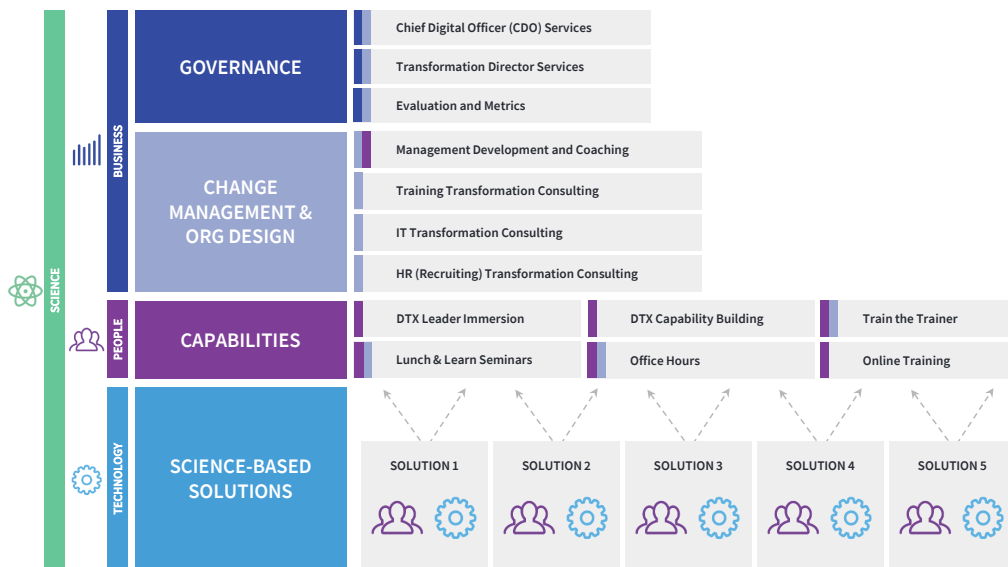 SCIENCE
BUSINESS
GOVERNANCE
Chief Digital Officer (CDO) Services
Transformation Director Services
Evaluation and Metrics
CHANGE
MANAGEMENT &
ORG DESIGN
Management Development and Coaching
Training Transformation Consulting
IT Transformation Consulting
HR (Recruiting) Transformation Consulting
PEOPLE
CAPABILITIES
DTX Leader Immersion
DTX Capability Building
Train the Trainer
Lunch & Learn Seminars
Office Hours
Online Training
TECHNOLOGY
SCIENCE-BASED
SOLUTIONS
SOLUTION 1
SOLUTION 2
SOLUTION 3
SOLUTION 4
SOLUTION 5